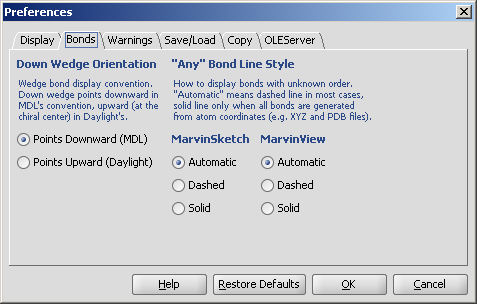 Preferences
Display Bonds Warnings Save/Load Copy OLEServer
Down Wedge Orientation
Wedge bond display convention.
Down wedge points downward in
MDL's convention, upward (at the
chiral center) in Daylight's.
Points Downward (MDL)
Points Upward (Daylight)
"Any" Bond Line Style
How to display bonds with unknown order.
"Automatic" means dashed line in most cases,
solid line only when all bonds are generated
from atom coordinates (e.g. XYZ and PDB files).
MarvinSketch MarvinView
Automatic Automatic
Dashed Dashed
Solid Solid
Help Restore Defaults OK Cancel